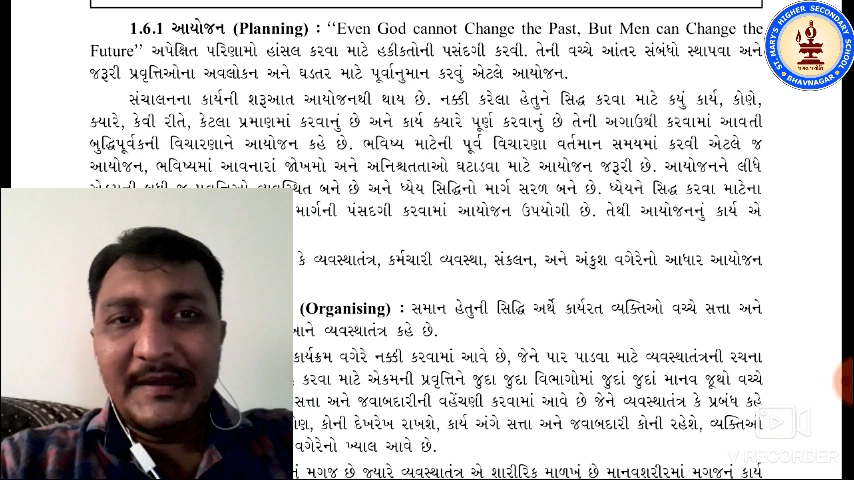 1.6.1 આયોજન (Planning) : ‘‘Even God cannot Change the Past, But Men can Change the
Future’’ અપેક્ષિત પરિણામો હાંસલ કરવા માટે હકીકતોની પસંદગી કરવી. તેની વચ્ચે આંતર સંબંધો સ્થાપવા અને
જરૂરી પ્રવૃત્તિઓના અવલોકન અને ઘડતર માટે પૂર્વાનુમાન કરવું એટલે આયોજન.
સંચાલનના કાર્યની શરૂઆત આયોજનથી થાય છે. નક્કી કરેલા હેતુને સિદ્ધ કરવા માટે કયું કાર્ય, કોણે,
ક્યારે, કેવી રીતે, કેટલા પ્રમાણમાં કરવાનું છે અને કાર્ય ક્યારે પૂર્ણ કરવાનું છે તેની અગાઉથી કરવામાં આવતી
બુદ્ધિપૂર્વકની વિચારણાને આયોજન કહે છે. ભવિષ્ય માટેની પૂર્વ વિચારણા વર્તમાન સમયમાં કરવી એટલે જ
આયોજન, ભવિષ્યમાં આવનારાં જોખમો અને અનિશ્ચતતાઓ ઘટાડવા માટે આયોજન જરૂરી છે. આયોજનને લીધે
એકમની બધી જ પ્રવૃત્તિઓ વ્યવસ્થિત બને છે અને ધ્યેય સિદ્ધિનો માર્ગ સરળ બને છે. ધ્યેયને સિદ્ધ કરવા માટેના
માર્ગની પંસદગી કરવામાં આયોજન ઉપયોગી છે. તેથી આયોજનનું કાર્ય એ
કે વ્યવસ્થાતંત્ર, કર્મચારી વ્યવસ્થા, સંકલન, અને અંકુશ વગેરેનો આધાર આયોજન
(Organising) : સમાન હેતુની સિદ્ધિ અર્થે કાર્યરત વ્યક્તિઓ વચ્ચે સત્તા અને
વ્યવસ્થાતંત્ર કહે છે.
કાર્યક્રમ વગેરે નક્કી કરવામાં આવે છે, જેને પાર પાડવા માટે વ્યવસ્થાતંત્રની રચના
કરવા માટે એકમની પ્રવૃત્તિને જુદા જુદા વિભાગોમાં જુદાં જુદાં માનવ જૂથો વચ્ચે
સત્તા અને જવાબદારીની વહેંચણી કરવામાં આવે છે જેને વ્યવસ્થાતંત્ર કે પ્રબંધ કહે
કોની દેખરેખ રાખશે, કાર્ય અંગે સત્તા અને જવાબદારી કોની રહેશે, વ્યક્તિઓ
વગેરેનો ખ્યાલ આવે છે.
મગજ છે જ્યારે વ્યવસ્થાતંત્ર એ શારીરિક માળખું છે માનવશરીરમાં મગજનું કાર્ય
ST. MARY'S HIGHER SECONDARY SCHOOL
BHAVNAGAR
V RECORDER